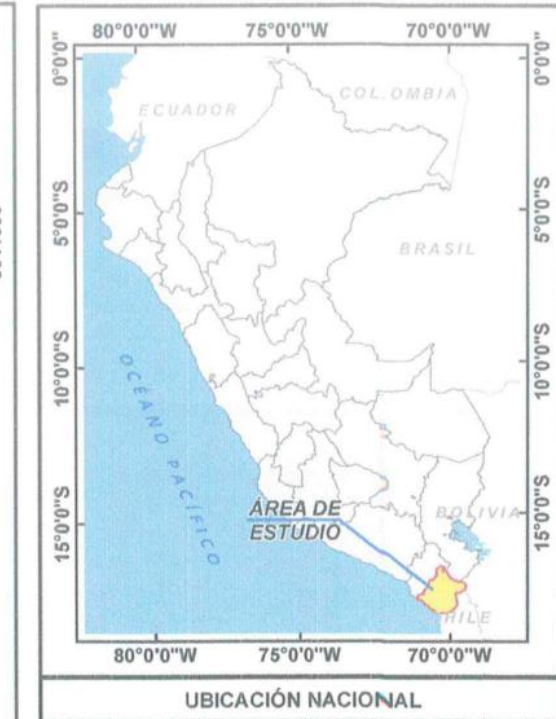 80°0'0"W 75°0'0"W 70°0'0"W
0°0'0" 0°0'0"
COLOMBIA
ECUADOR
5°0'0"S 5°0'0"S
BRASIL
10°0'0"S 10°0'0"S
OCÉANO PACÍFICO
15°0'0"S 15°0'0"S
ÁREA DE
ESTUDIO
BOLIVIA
HILE
80°0'0"W 75°0'0"W 70°0'0"W
UBICACIÓN NACIONAL